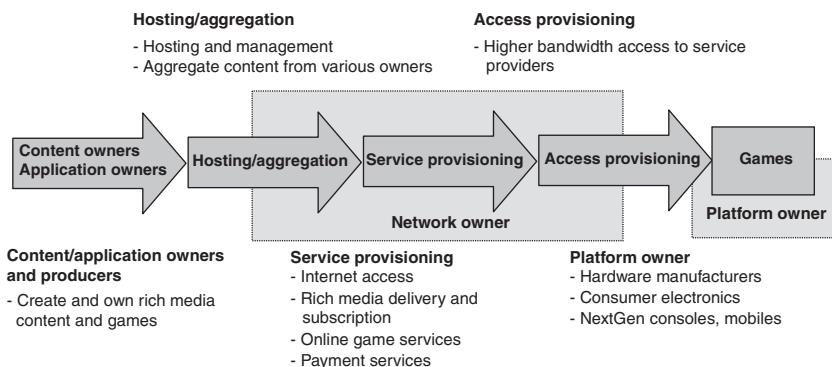 Hosting/aggregation
- Hosting and management
- Aggregate content from various owners
Access provisioning
- Higher bandwidth access to service
providers
Content owners
Application owners
Hosting/aggregation
Service provisioning
Access provisioning
Games
Network owner
Platform owner
Content/application owners
and producers
- Create and own rich media
content and games
Service provisioning
- Internet access
- Rich media delivery and
subscription
- Online game services
- Payment services
Platform owner
- Hardware manufacturers
- Consumer electronics
- NextGen consoles, mobiles